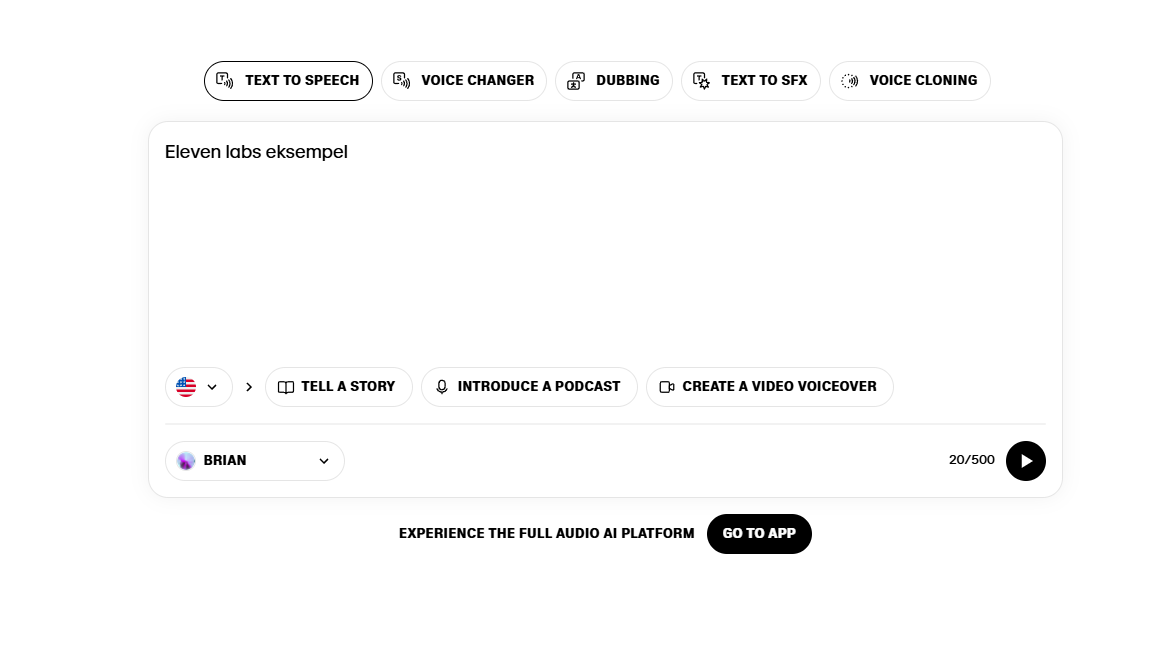 TEXT TO SPEECH VOICE CHANGER DUBBING TEXT TO SFX VOICE CLONING
Eleven labs eksempel
TELL A STORY INTRODUCE A PODCAST CREATE A VIDEO VOICEOVER
BRIAN 20/500
EXPERIENCE THE FULL AUDIO AI PLATFORM GO TO APP